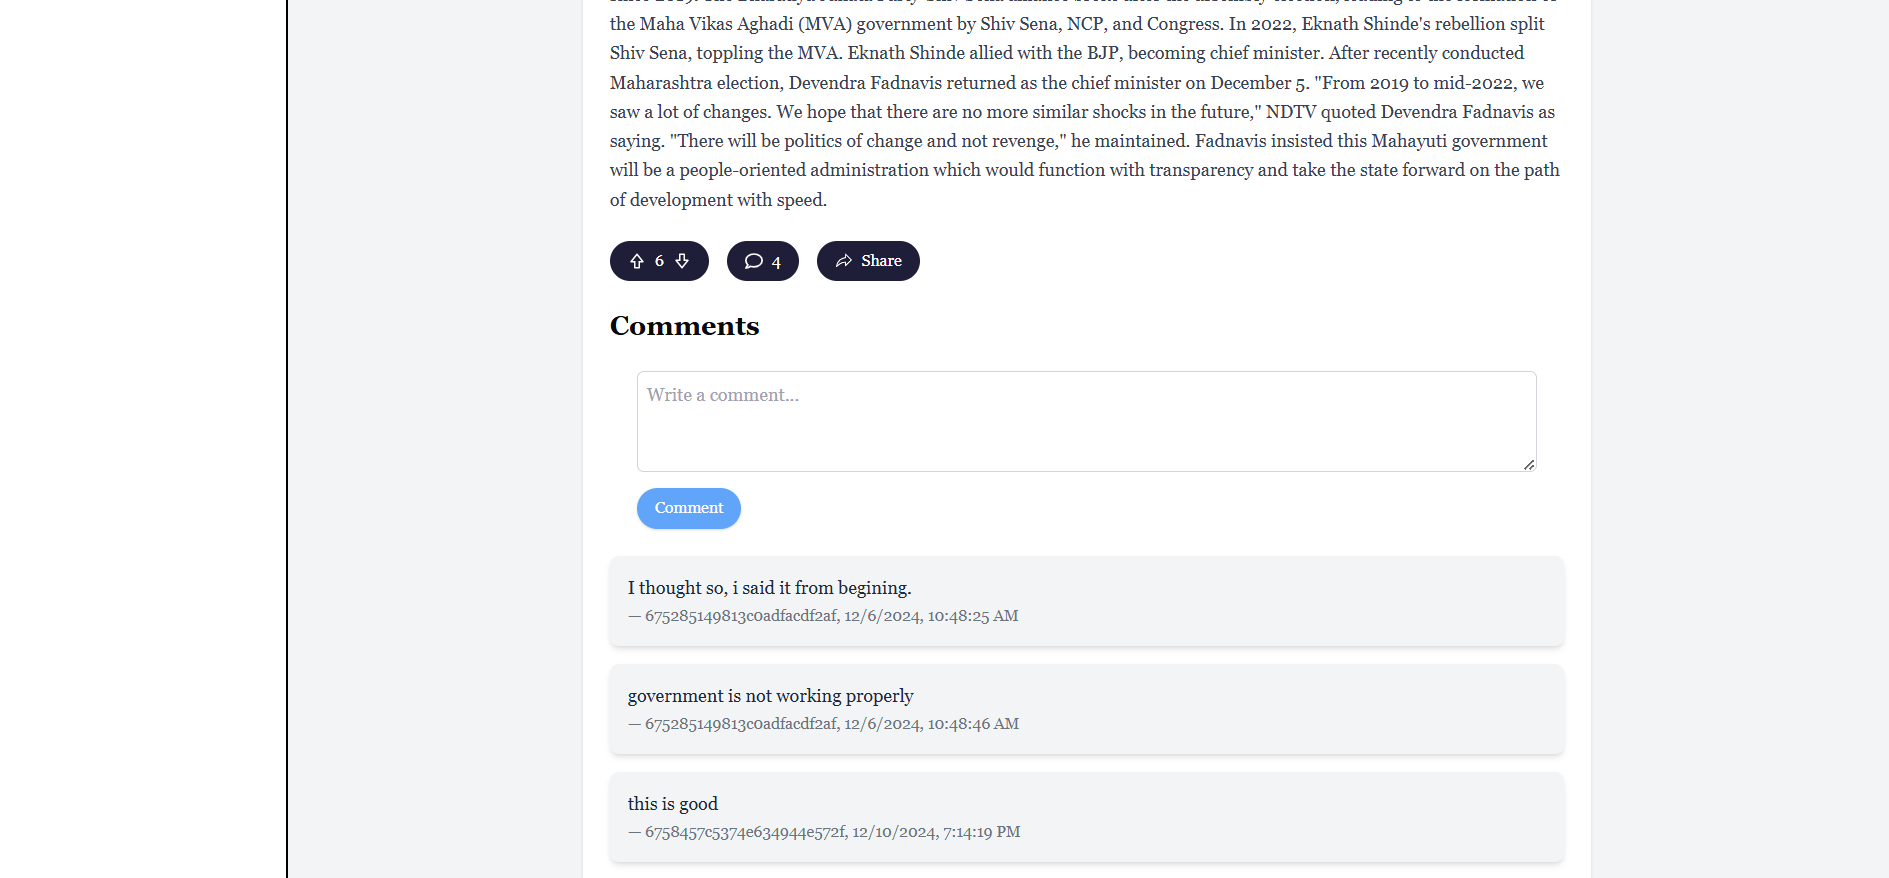 the Maha Vikas Aghadi (MVA) government by Shiv Sena, NCP, and Congress. In 2022, Eknath Shinde's rebellion split
Shiv Sena, toppling the MVA. Eknath Shinde allied with the BJP, becoming chief minister. After recently conducted
Maharashtra election, Devendra Fadnavis returned as the chief minister on December 5. "From 2019 to mid-2022, we
saw a lot of changes. We hope that there are no more similar shocks in the future," NDTV quoted Devendra Fadnavis as
saying. "There will be politics of change and not revenge," he maintained. Fadnavis insisted this Mahayuti government
will be a people-oriented administration which would function with transparency and take the state forward on the path
of development with speed.
6
4
Share
Comments
Write a comment...
Comment
I thought so, i said it from begining.
— 675285149813c0adfacdf2af, 12/6/2024, 10:48:25 AM
government is not working properly
— 675285149813c0adfacdf2af, 12/6/2024, 10:48:46 AM
this is good
— 6758457c5374e634944e572f, 12/10/2024, 7:14:19 PM